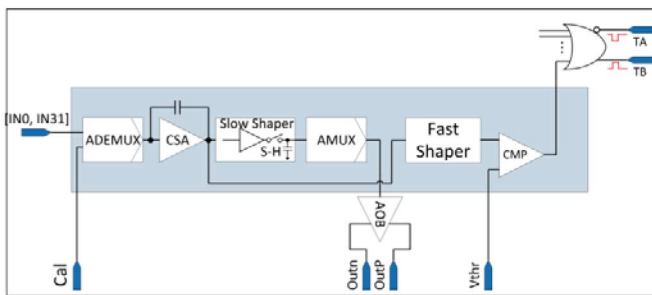 TA
TB
[IN0, IN31]
ADEMUX
CSA
Slow Shaper
S-H
AMUX
Fast
Shaper
CMP
AOB
Cal
Outn
OutP
Vthr